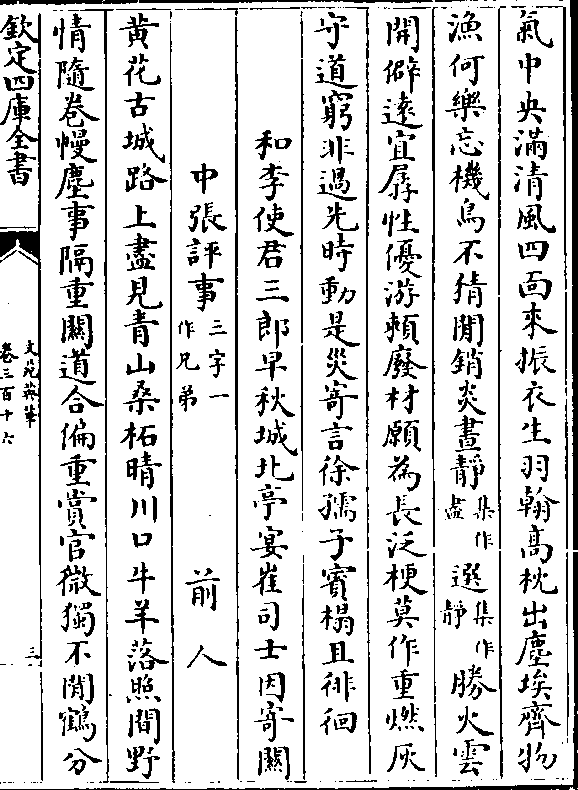 氣中央滿清風四面來振衣生羽翰高枕出塵埃齊物
漁何樂忘機鳥不猜閒銷炎晝靜集作盡選集作靜勝火雲
開僻遠宜孱性優游頼廢材願為長泛梗莫作重燃灰
守道窮非過先時動是災寄言徐孺子賓榻且徘徊
和李使君三郎早秋城北亭宴崔司士因寄關
中張評事三字一作兄弟 前人
黄花古城路上盡見青山桑柘晴川口牛羊落照間野
情隨卷幔塵事隔重關道合偏重賞官微獨不閒鶴分
欽定四庫全書 文苑英華 卷三百十六 三